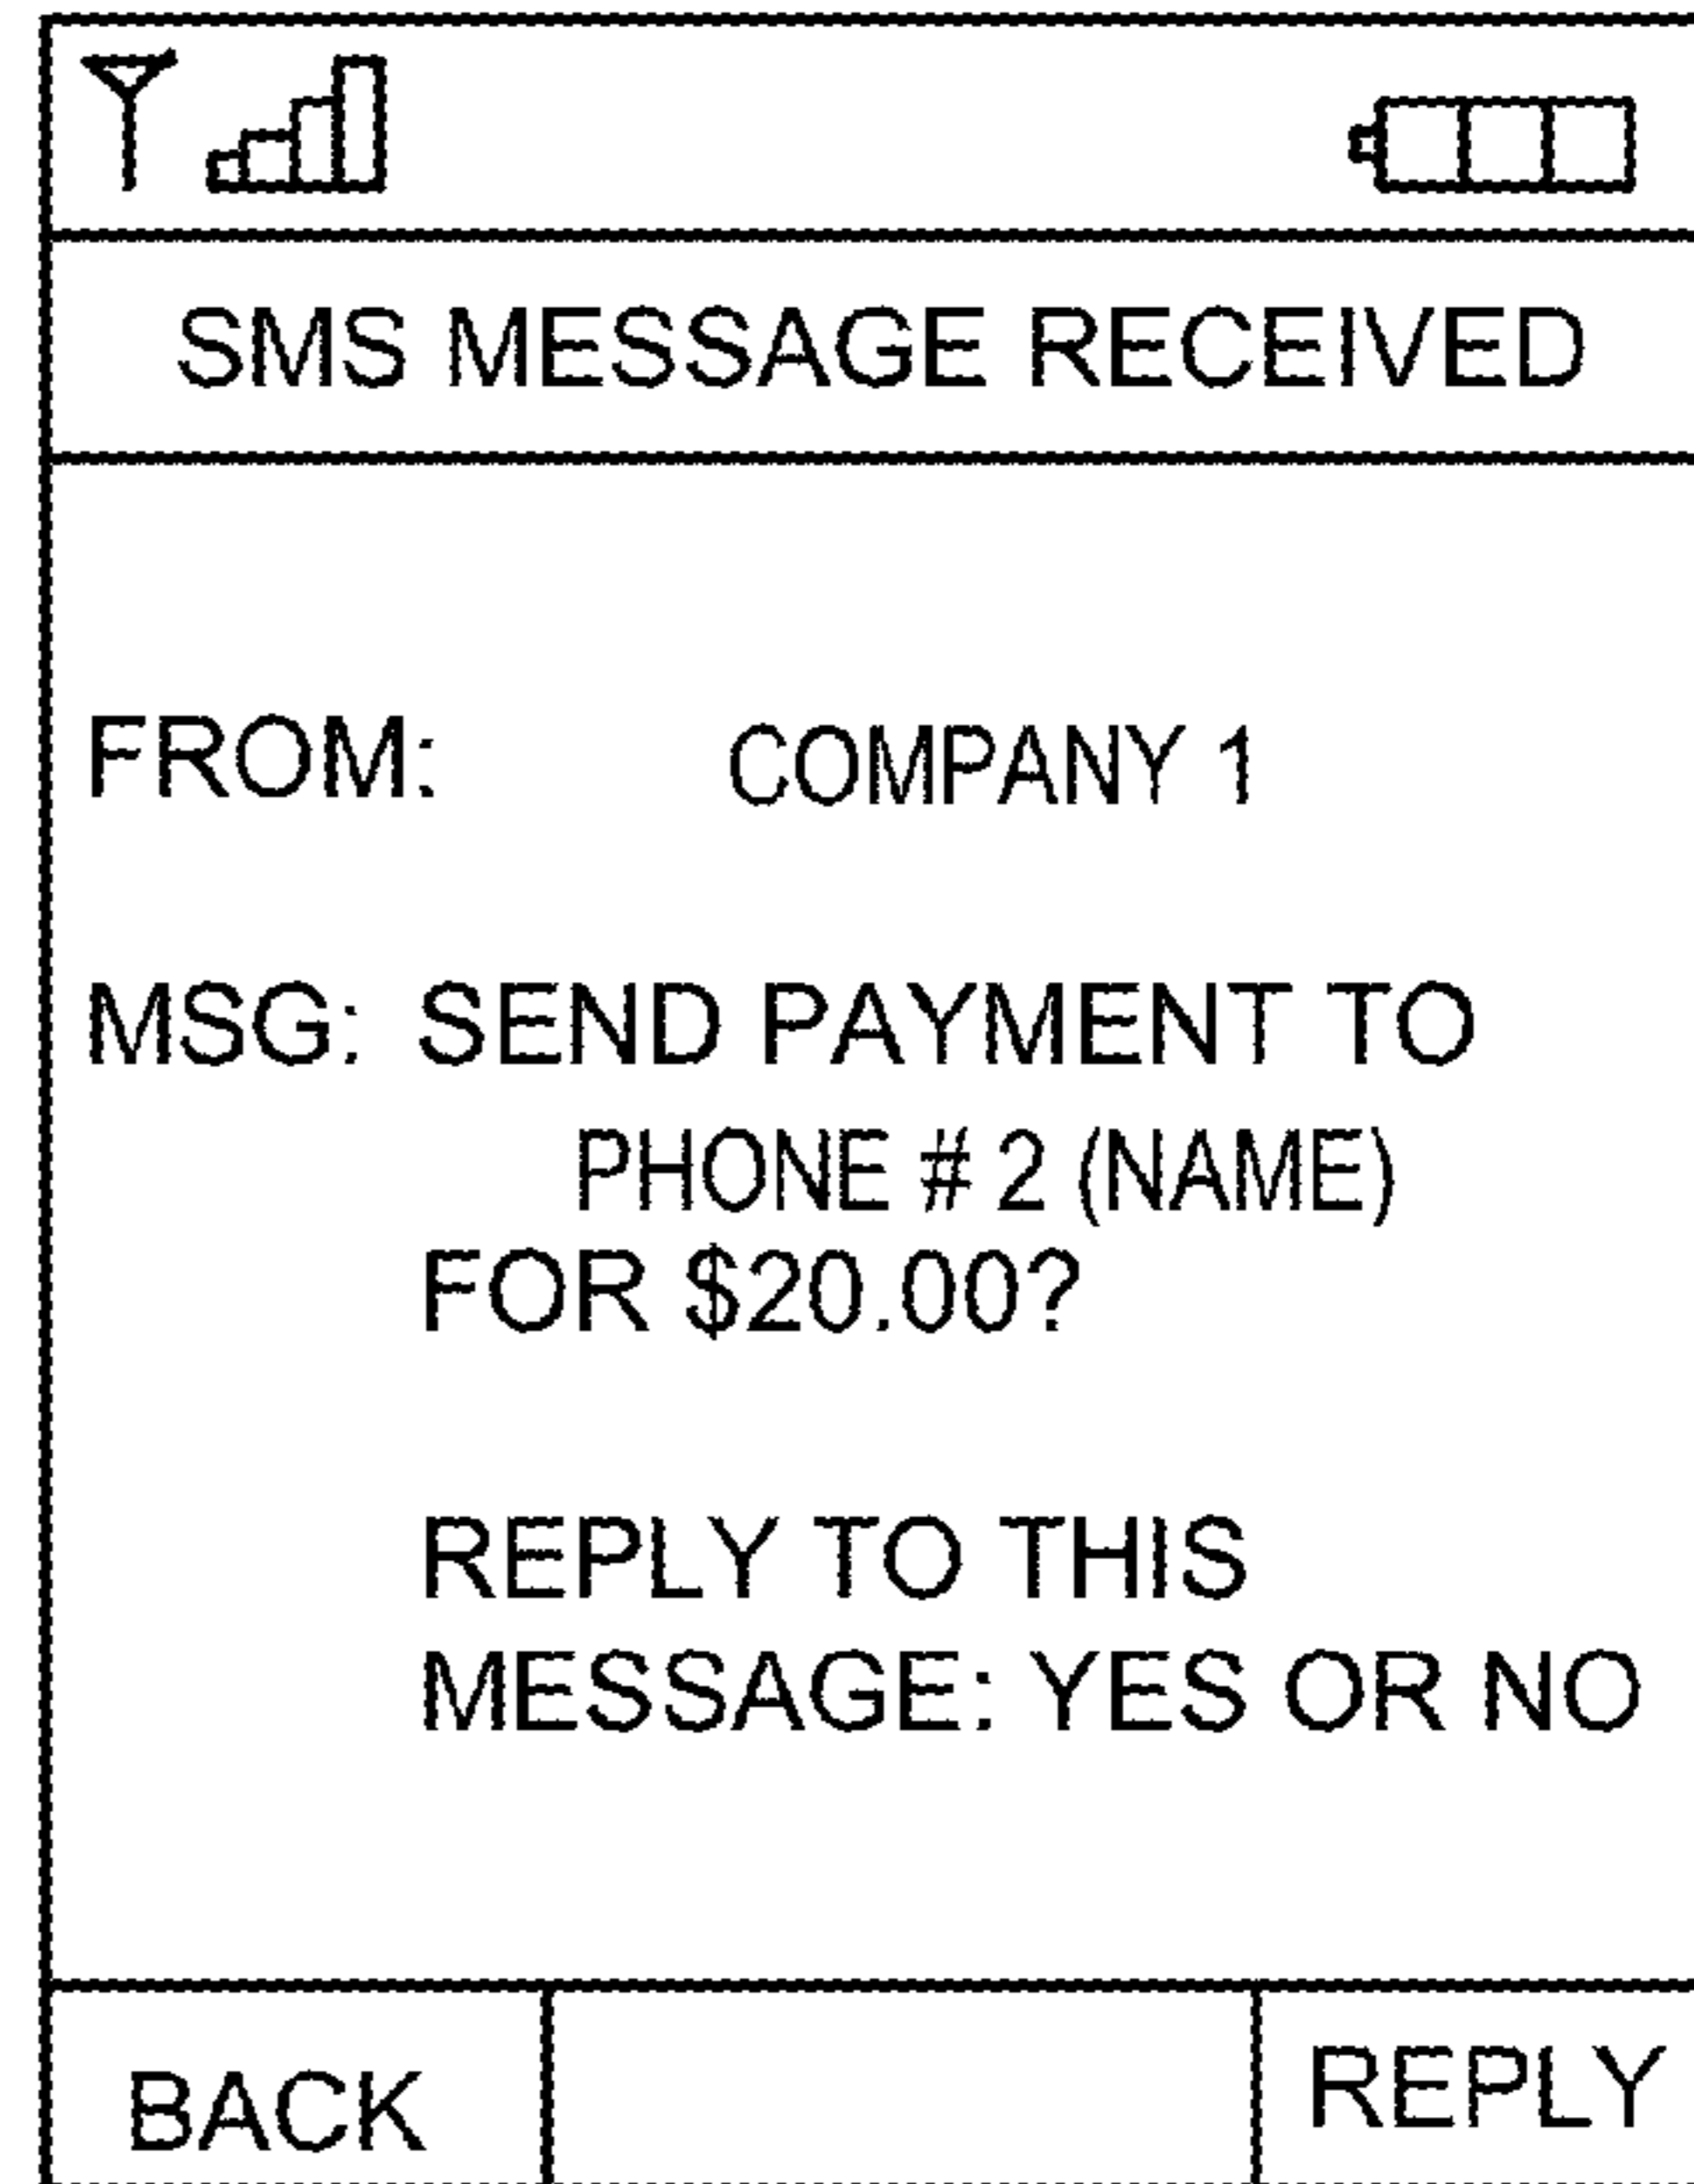 SMS MESSAGE RECEIVED
FROM: COMPANY 1
MSG: SEND PAYMENT TO
PHONE # 2 (NAME)
FOR $20.00?
REPLY TO THIS
MESSAGE: YES OR NO
BACK
REPLY